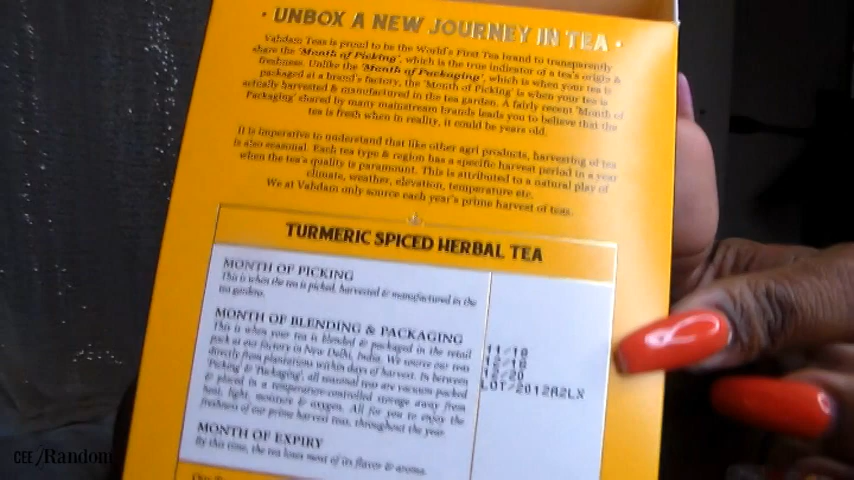 · UNBOX A NEW JOURNEY IN TEA ·
Vahdam Teas is proud to be the World's First Tea brand to transparently
share the 'Month of Picking', which is the true indicator of a tea's origin &
freshness. Unlike the 'Month of Packaging', which is when your tea is
packaged at a brand's factory, the 'Month of Picking' is when your tea is
actually harvested & manufactured in the tea garden. A fairly recent 'Month of
Packaging' shared by many mainstream brands leads you to believe that the
tea is fresh when in reality, it could be years old.
It is imperative to understand that like other agri products, harvesting of tea
is also seasonal. Each tea type & region has a specific harvest period in a year
when the tea's quality is paramount. This is attributed to a natural play of
climate, weather, elevation, temperature etc.
We at Vahdam only source each year's prime harvest of teas.
TURMERIC SPICED HERBAL TEA
MONTH OF PICKING
This is when the tea is picked, harvested & manufactured in the
tea gardens.
MONTH OF BLENDING & PACKAGING
This is when your tea is blended & packaged in the retail
pack at our factory in New Delhi, India. We source our teas
directly from plantations within days of harvest. In between
'Picking & Packaging', all seasonal teas are vacuum packed
& placed in a temperature-controlled storage away from
heat, light, moisture & oxygen. All for you to enjoy the
freshness of our prime harvest teas, throughout the year.
MONTH OF EXPIRY
By this time, the tea loses most of its flavor & aroma.
11/18
12/18
12/20
LOT/2012A2LX
CEE/Random